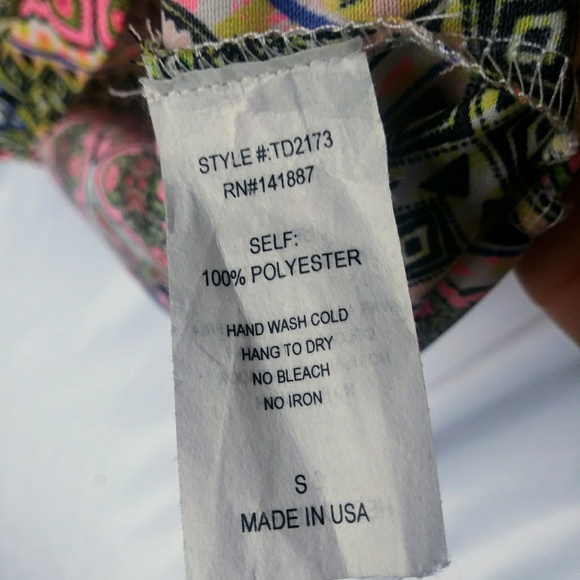 STYLE #:TD2173
RN#141887
SELF:
100% POLYESTER
HAND WASH COLD
HANG TO DRY
NO BLEACH
NO IRON
S
MADE IN USA